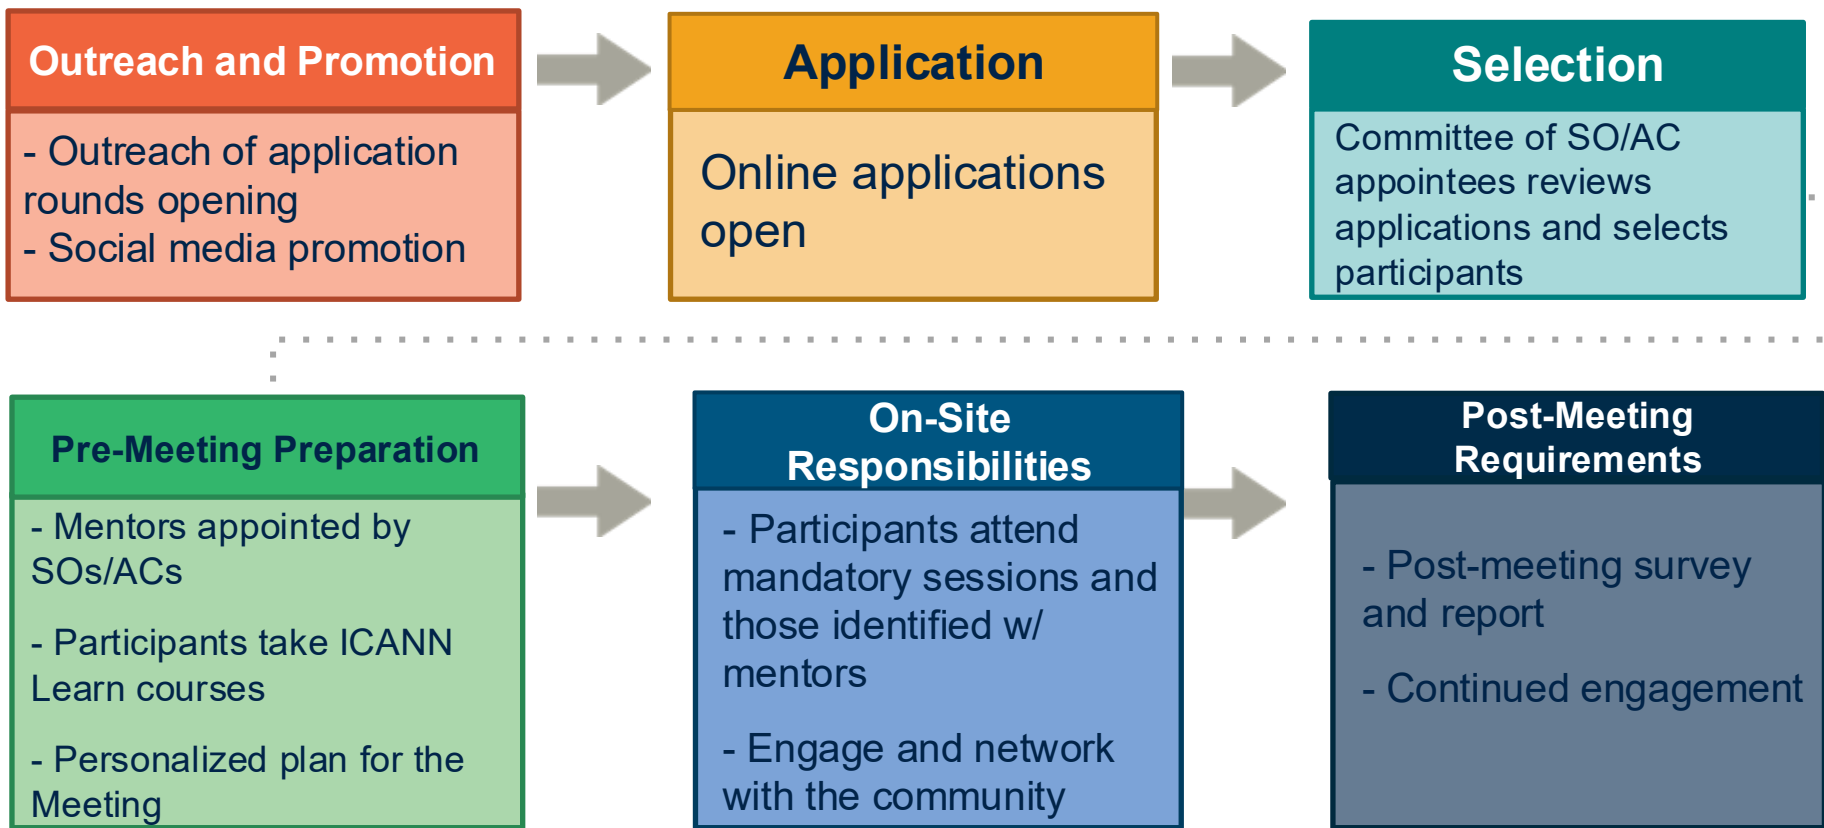 Outreach and Promotion
- Outreach of application
rounds opening
- Social media promotion
Application
Online applications
open
Selection
Committee of SO/AC
appointees reviews
applications and selects
participants
Pre-Meeting Preparation
- Mentors appointed by
SOs/ACs
- Participants take ICANN
Learn courses
- Personalized plan for the
Meeting
On-Site
Responsibilities
- Participants attend
mandatory sessions and
those identified w/
mentors
- Engage and network
with the community
Post-Meeting
Requirements
- Post-meeting survey
and report
- Continued engagement